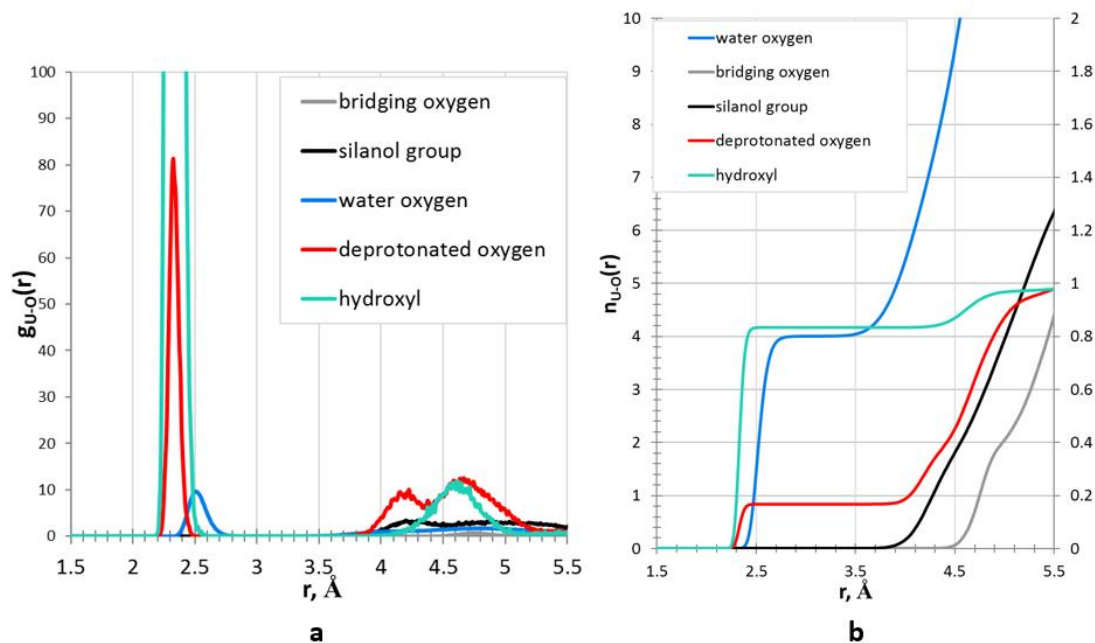 100
90
80
70
60
50
40
30
20
10
0
g_U-O(r)
bridging oxygen
silanol group
water oxygen
deprotonated oxygen
hydroxyl
1.5 2 2.5 3 3.5 4 4.5 5 5.5
r, Å
a
10
9
8
7
6
5
4
3
2
1
0
n_U-O(r)
water oxygen
bridging oxygen
silanol group
deprotonated oxygen
hydroxyl
2
1.8
1.6
1.4
1.2
1
0.8
0.6
0.4
0.2
0
1.5 2.5 3.5 4.5 5.5
r, Å
b